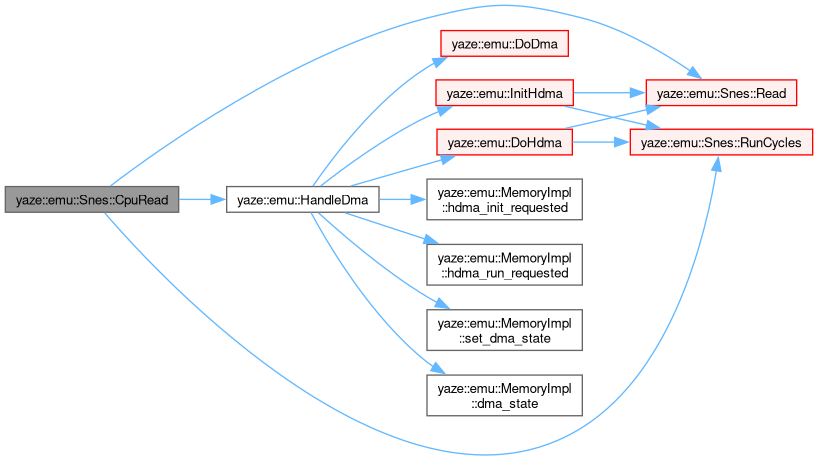 yaze::emu::DoDma
yaze::emu::InitHdma
yaze::emu::Snes::Read
yaze::emu::DoHdma
yaze::emu::Snes::RunCycles
yaze::emu::Snes::CpuRead
yaze::emu::HandleDma
yaze::emu::MemoryImpl
::hdma_init_requested
yaze::emu::MemoryImpl
::hdma_run_requested
yaze::emu::MemoryImpl
::set_dma_state
yaze::emu::MemoryImpl
::dma_state